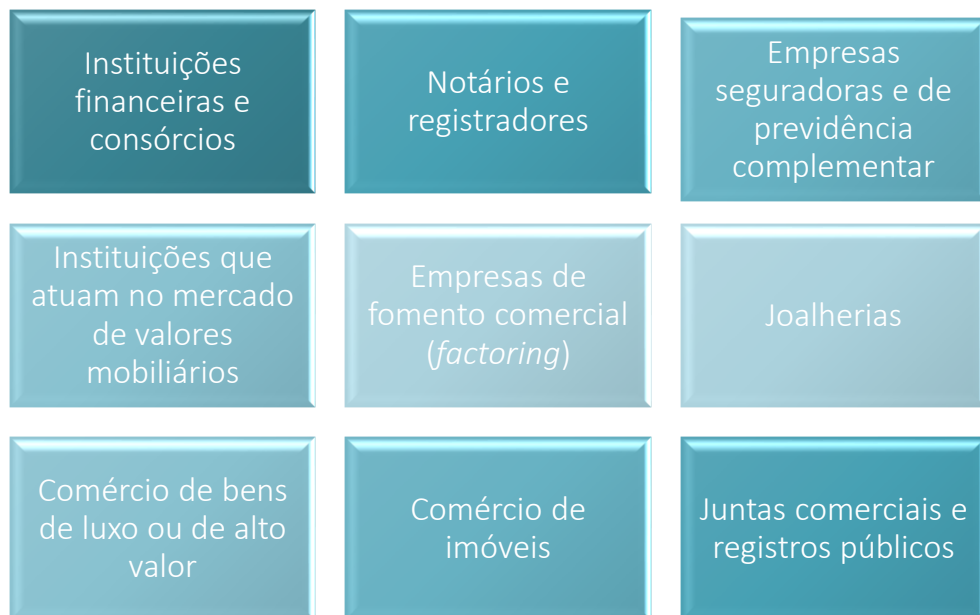 Instituições
financeiras e
consórcios
Notários e
registradores
Empresas
seguradoras e de
previdência
complementar
Instituições que
atuam no mercado
de valores
mobiliários
Empresas de
fomento comercial
(factoring)
Joalherias
Comércio de bens
de luxo ou de alto
valor
Comércio de
imóveis
Juntas comerciais e
registros públicos